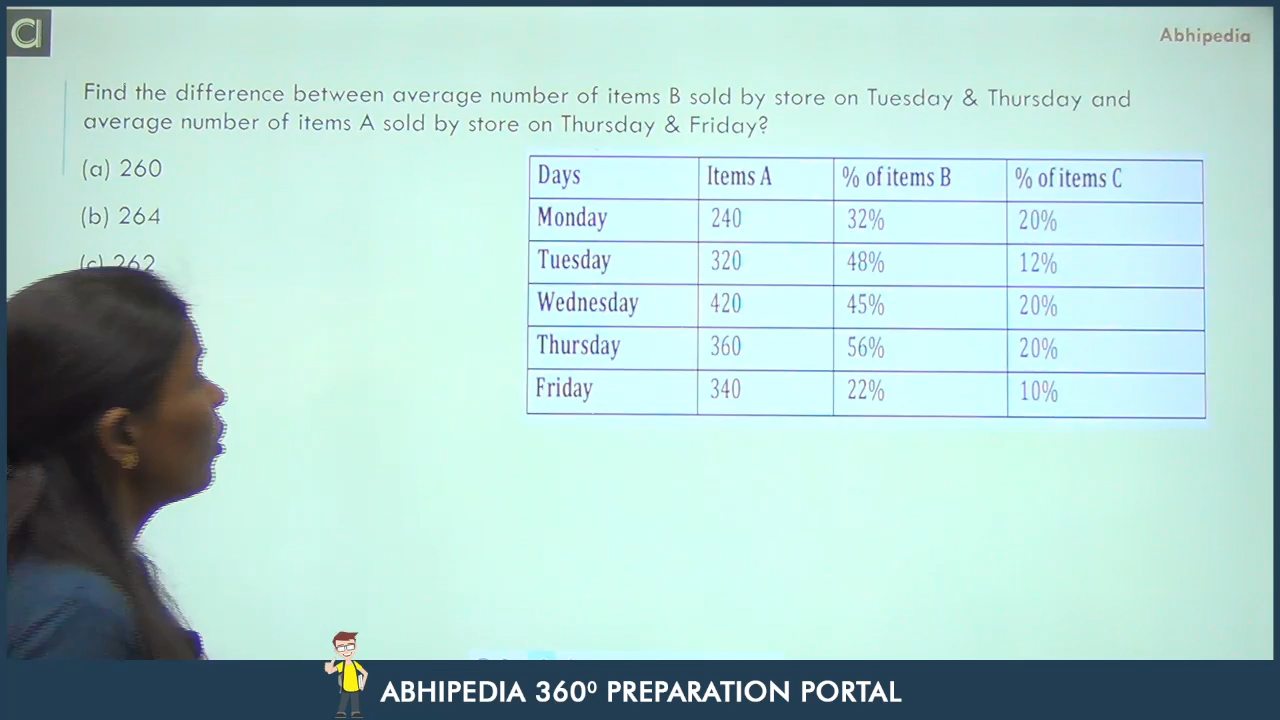 Abhipedia
Find the difference between average number of items B sold by store on Tuesday & Thursday and
average number of items A sold by store on Thursday & Friday?
(a) 260
(b) 264
(c) 262
Days Items A % of items B % of items C
Monday 240 32% 20%
Tuesday 320 48% 12%
Wednesday 420 45% 20%
Thursday 360 56% 20%
Friday 340 22% 10%
ABHIPEDIA 360⁰ PREPARATION PORTAL